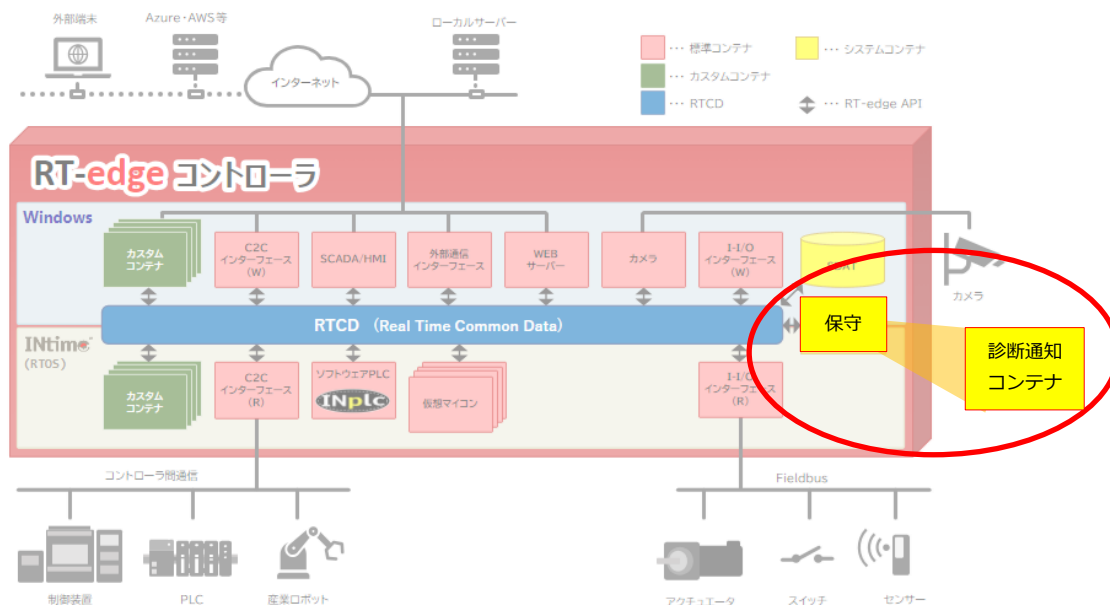 外部端末
Azure・AWS等
ローカルサーバー
インターネット
… 標準コンテナ
… システムコンテナ
… カスタムコンテナ
… RTCD
… RT-edge API
RT-edge コントローラ
Windows
カスタム
コンテナ
C2C
インターフェース
(W)
SCADA/HMI
外部通信
インターフェース
WEB
サーバー
カメラ
I-I/O
インターフェース
(W)
カメラ
RTCD (Real Time Common Data)
保守
診断通知
コンテナ
INtime
(RTOS)
カスタム
コンテナ
C2C
インターフェース
(R)
ソフトウェアPLC
INplc
仮想マイコン
I-I/O
インターフェース
(R)
コントローラ間通信
Fieldbus
制御装置
PLC
産業ロボット
アクチュエータ
スイッチ
センサー